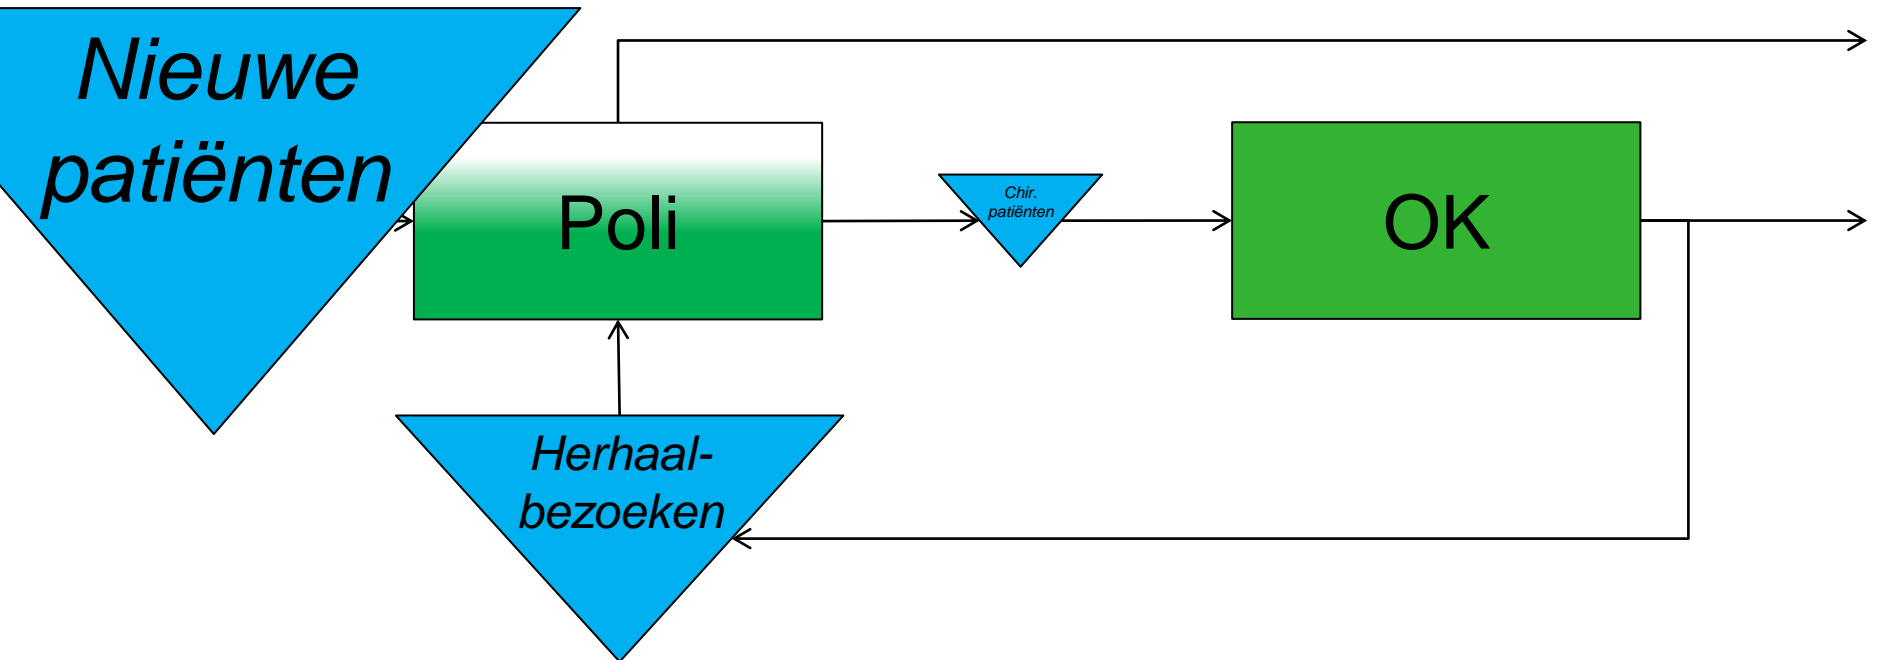 Nieuwe
patiënten
Poli
Chir.
patiënten
OK
Herhaal-
bezoeken